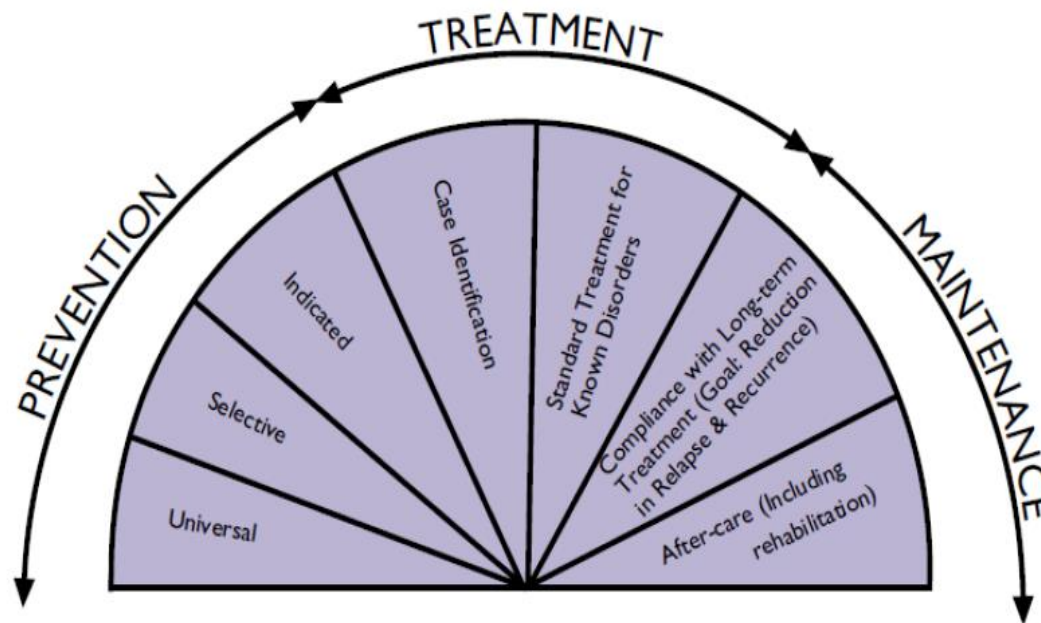 TREATMENT
PREVENTION
MAINTENANCE
Universal
Selective
Indicated
Case Identification
Standard Treatment for
Known Disorders
Compliance with Long-term
Treatment (Goal: Reduction
in Relapse & Recurrence)
After-care (Including
rehabilitation)